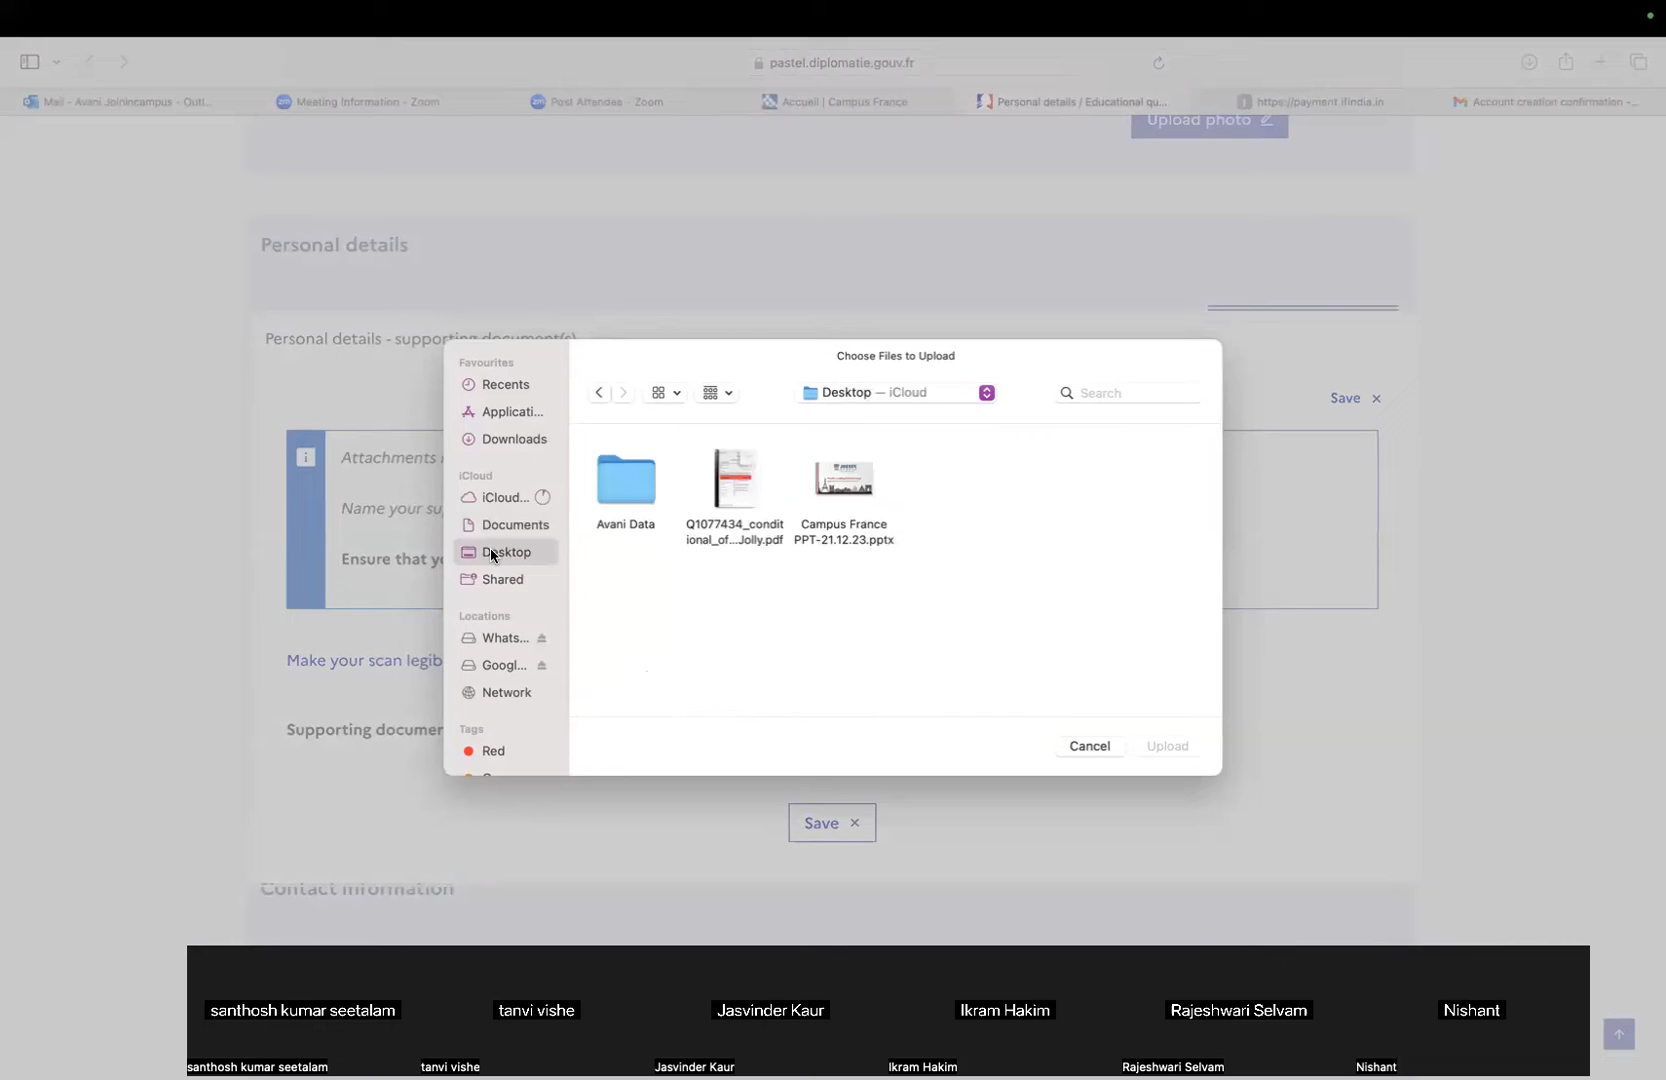 pastel.diplomatie.gouv.fr
Mail - Avani Joinincampus - Outl...
Meeting Information - Zoom
Post Attendee - Zoom
Accueil | Campus France
Personal details / Educational qu...
https://payment.ifindia.in
Account creation confirmation -...
Upload photo
Personal details
Personal details - supporting document(s)
Save ×
Attachments
Name your su
Ensure that yo
Make your scan legib
Supporting documen
Save ×
Contact information
Choose Files to Upload
Favourites
Recents
Applicati...
Downloads
iCloud
iCloud...
Documents
Desktop
Shared
Locations
Whats...
Googl...
Network
Tags
Red
Desktop — iCloud
Search
Avani Data
Q1077434_condit
ional_of...Jolly.pdf
Campus France
PPT-21.12.23.pptx
Cancel
Upload
santhosh kumar seetalam
tanvi vishe
Jasvinder Kaur
Ikram Hakim
Rajeshwari Selvam
Nishant
santhosh kumar seetalam
tanvi vishe
Jasvinder Kaur
Ikram Hakim
Rajeshwari Selvam
Nishant